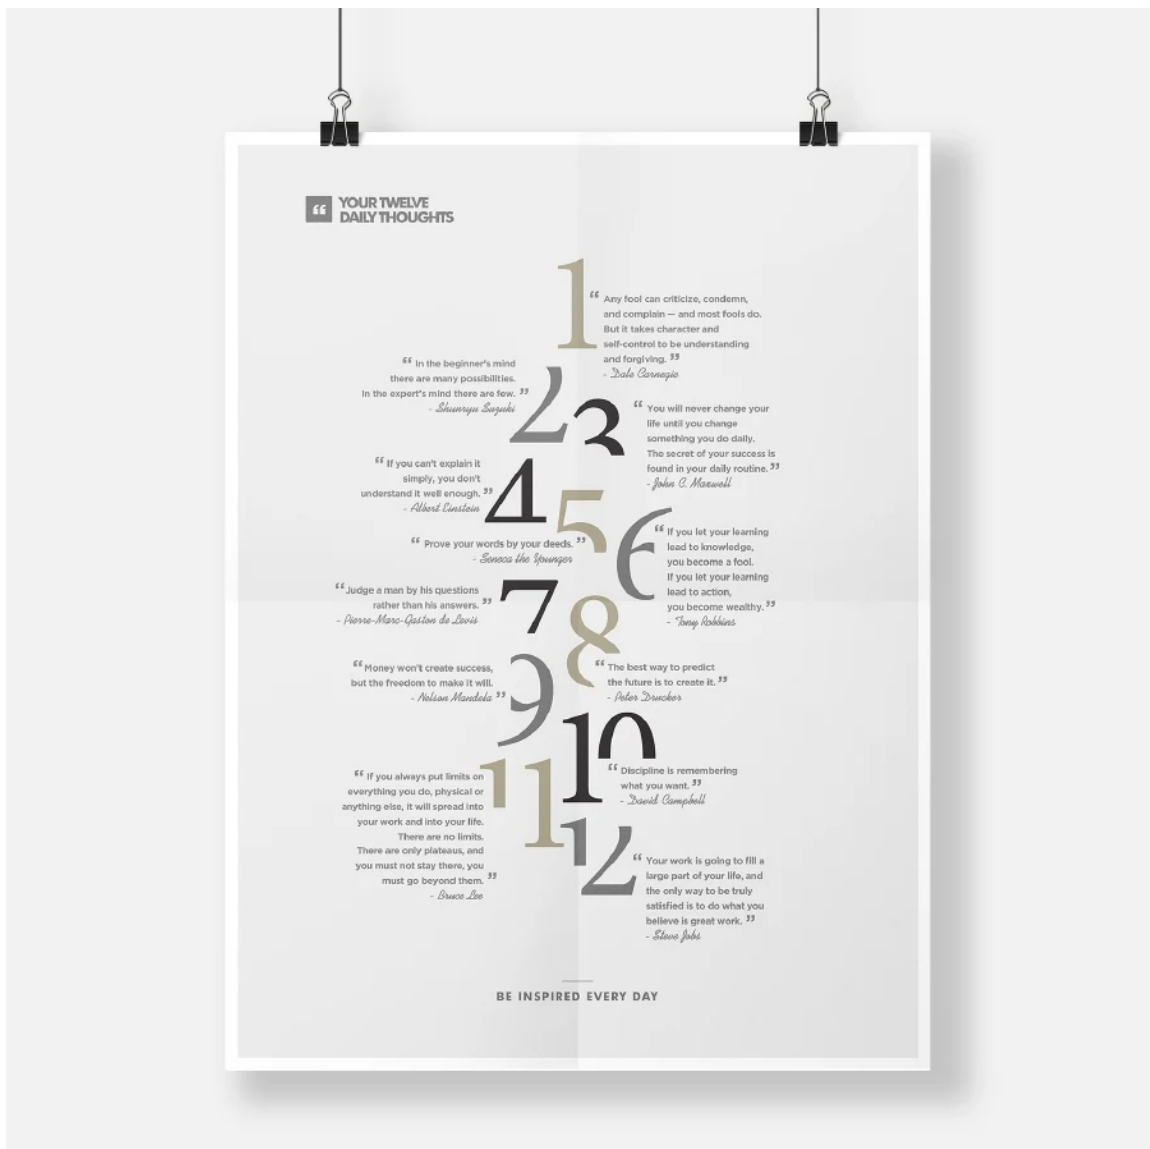 YOUR TWELVE
DAILY THOUGHTS
1
“ Any fool can criticize, condemn,
and complain — and most fools do.
But it takes character and
self-control to be understanding
and forgiving. ”
- Dale Carnegie
2
“ In the beginner's mind
there are many possibilities.
In the expert's mind there are few. ”
- Shunryu Suzuki
3
“ You will never change your
life until you change
something you do daily.
The secret of your success is
found in your daily routine. ”
- John C. Maxwell
4
“ If you can't explain it
simply, you don't
understand it well enough. ”
- Albert Einstein
5
“ Prove your words by your deeds. ”
- Seneca the Younger
6
“ If you let your learning
lead to knowledge,
you become a fool.
If you let your learning
lead to action,
you become wealthy. ”
- Tony Robbins
7
“ Judge a man by his questions
rather than his answers. ”
- Pierre-Marc-Gaston de Levis
8
“ The best way to predict
the future is to create it. ”
- Peter Drucker
9
“ Money won't create success,
but the freedom to make it will.
- Nelson Mandela ”
10
“ Discipline is remembering
what you want. ”
- David Campbell
11
“ If you always put limits on
everything you do, physical or
anything else, it will spread into
your work and into your life.
There are no limits.
There are only plateaus, and
you must not stay there, you
must go beyond them. ”
- Bruce Lee
12
“ Your work is going to fill a
large part of your life, and
the only way to be truly
satisfied is to do what you
believe is great work. ”
- Steve Jobs
BE INSPIRED EVERY DAY